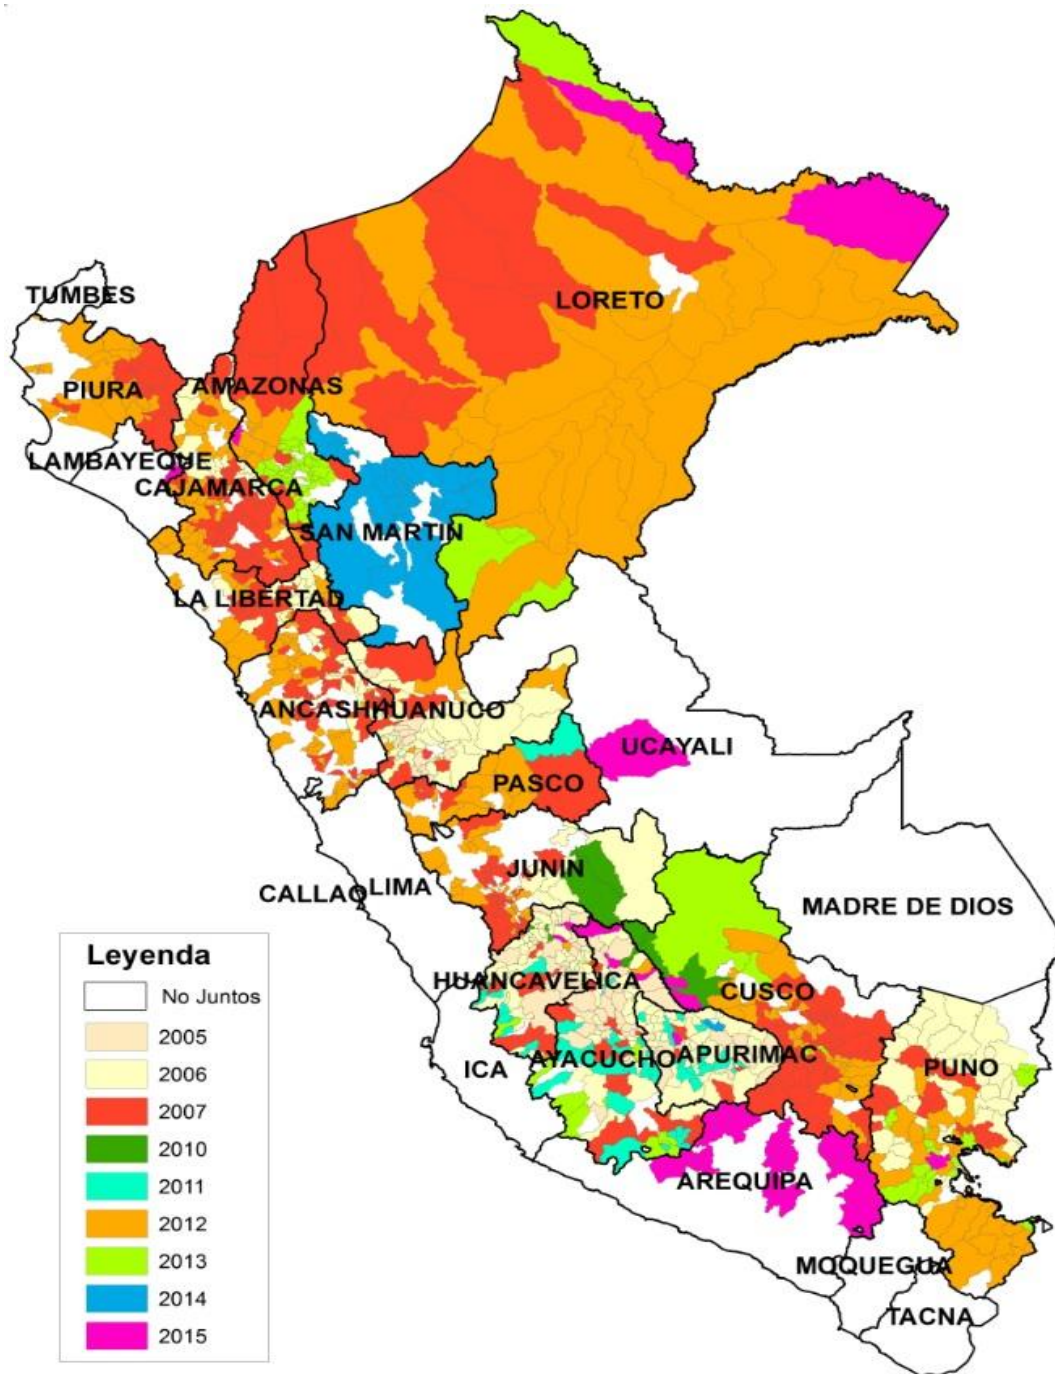 TUMBES
LORETO
PIURA
AMAZONAS
LAMBAYEQUE
CAJAMARCA
SAN MARTIN
LA LIBERTAD
ANCASH
HUANUCO
UCAYALI
PASCO
JUNIN
CALLAO
LIMA
MADRE DE DIOS
HUANCAVELICA
CUSCO
ICA
AYACUCHO
APURIMAC
PUNO
AREQUIPA
MOQUEGUA
TACNA
Leyenda
No Juntos
2005
2006
2007
2010
2011
2012
2013
2014
2015